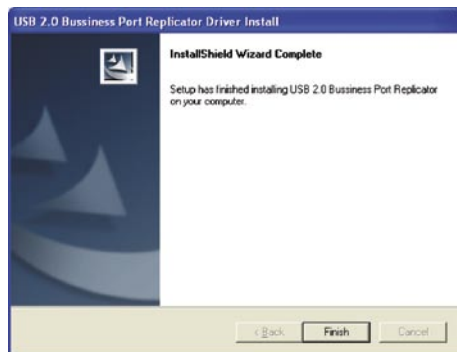 USB 2.0 Bussiness Port Replicator Driver Install
InstallShield Wizard Complete
Setup has finished installing USB 2.0 Bussiness Port Replicator
on your computer.
< Back
Finish
Cancel